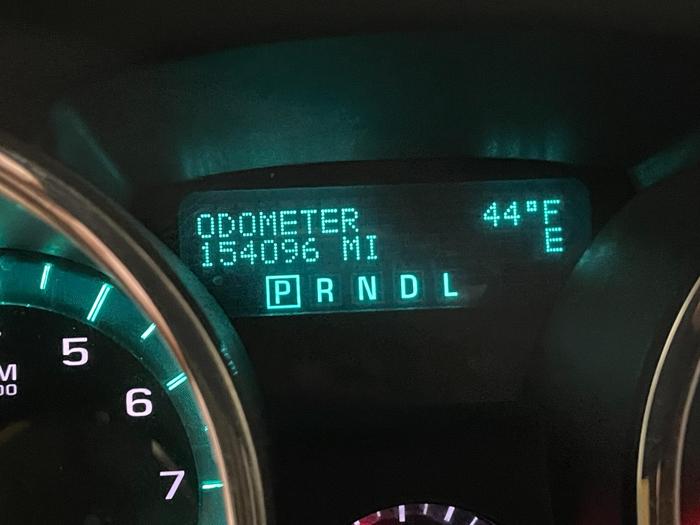 ODOMETER 44°F
154096 MI E
P R N D L
5
6
7